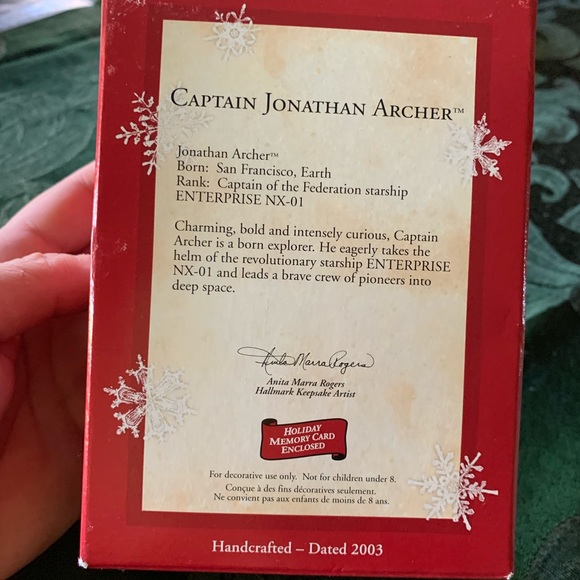 CAPTAIN JONATHAN ARCHER™
Jonathan Archer™
Born: San Francisco, Earth
Rank: Captain of the Federation starship
ENTERPRISE NX-01
Charming, bold and intensely curious, Captain
Archer is a born explorer. He eagerly takes the
helm of the revolutionary starship ENTERPRISE
NX-01 and leads a brave crew of pioneers into
deep space.
Anita Marra Rogers
Anita Marra Rogers
Hallmark Keepsake Artist
HOLIDAY
MEMORY CARD
ENCLOSED
For decorative use only. Not for children under 8.
Conçue à des fins décoratives seulement.
Ne convient pas aux enfants de moins de 8 ans.
Handcrafted – Dated 2003